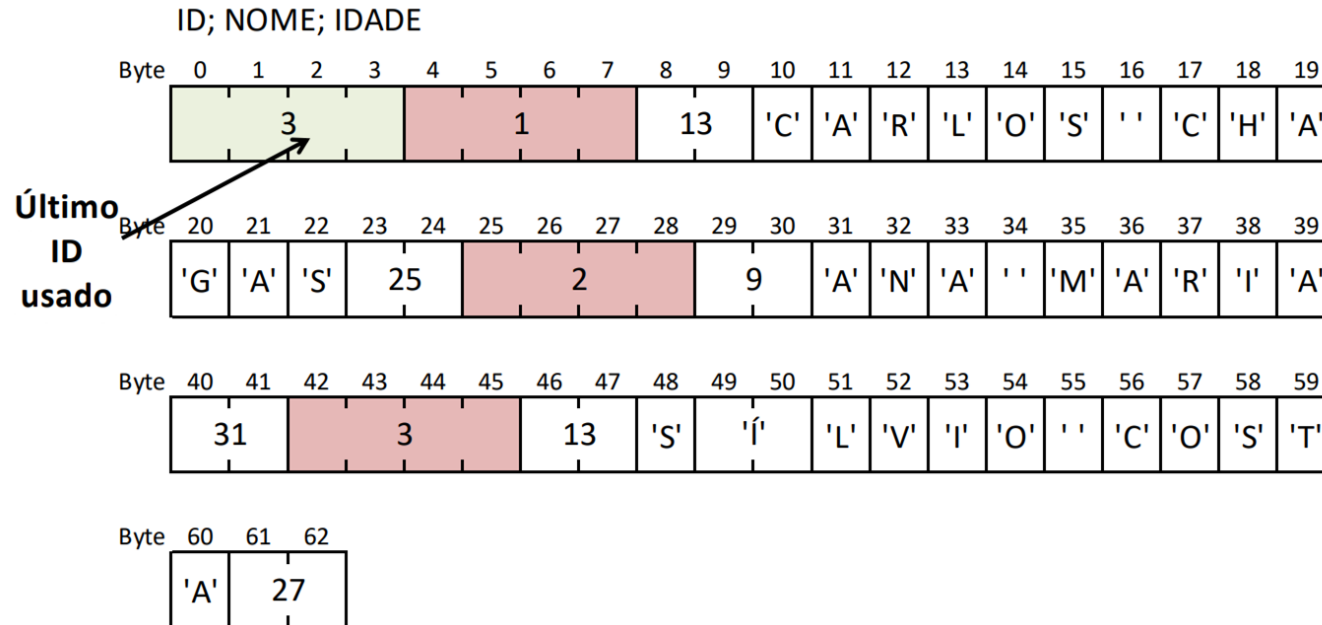 ID; NOME; IDADE
Byte 0 1 2 3 4 5 6 7 8 9 10 11 12 13 14 15 16 17 18 19
3 1 13 'C' 'A' 'R' 'L' 'O' 'S' ' ' 'C' 'H' 'A'
Último
ID
usado
Byte 20 21 22 23 24 25 26 27 28 29 30 31 32 33 34 35 36 37 38 39
'G' 'A' 'S' 25 2 9 'A' 'N' 'A' ' ' 'M' 'A' 'R' 'I' 'A'
Byte 40 41 42 43 44 45 46 47 48 49 50 51 52 53 54 55 56 57 58 59
31 3 13 'S' 'Í' 'L' 'V' 'I' 'O' ' ' 'C' 'O' 'S' 'T'
Byte 60 61 62
'A' 27